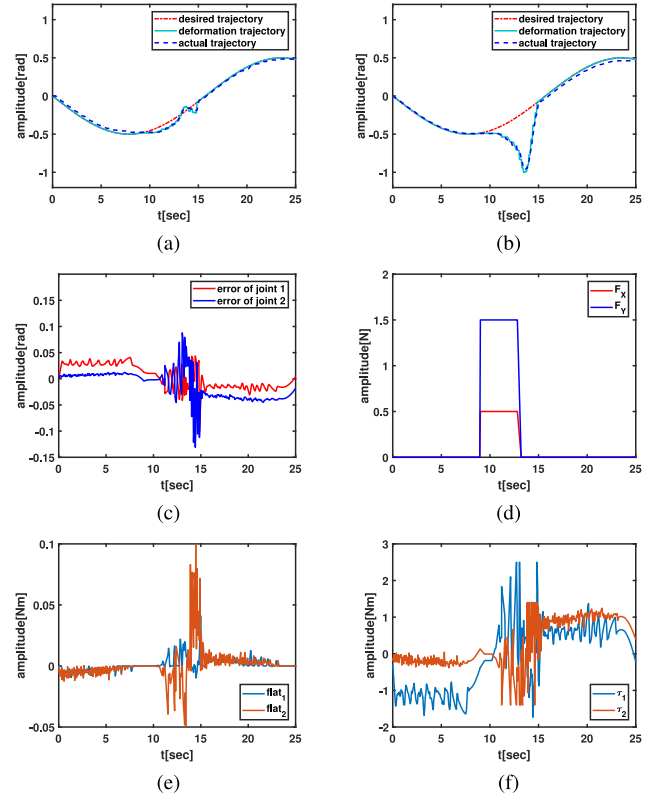 desired trajectory
deformation trajectory
actual trajectory
amplitude[rad]
1
0.5
0
-0.5
-1
0 5 10 15 20 25
t[sec]
(a)
desired trajectory
deformation trajectory
actual trajectory
amplitude[rad]
1
0.5
0
-0.5
-1
0 5 10 15 20 25
t[sec]
(b)
error of joint 1
error of joint 2
amplitude[rad]
0.15
0.10
0.05
0
-0.05
-0.10
-0.15
0 5 10 15 20 25
t[sec]
(c)
F_X
F_Y
amplitude[N]
2
1.5
1
0.5
0
0 5 10 15 20 25
t[sec]
(d)
flat_1
flat_2
amplitude[Nm]
0.1
0.05
0
-0.05
0 5 10 15 20 25
t[sec]
(e)
τ_1
τ_2
amplitude[Nm]
3
2
1
0
-1
-2
0 5 10 15 20 25
t[sec]
(f)